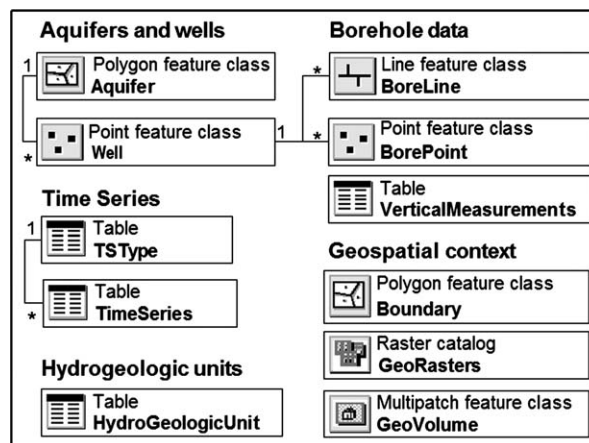 Aquifers and wells
1
Polygon feature class
Aquifer
Point feature class
Well
*
1
Time Series
1
Table
TSType
Table
TimeSeries
*
Hydrogeologic units
Table
HydroGeologicUnit
Borehole data
*
Line feature class
BoreLine
*
Point feature class
BorePoint
Table
VerticalMeasurements
Geospatial context
Polygon feature class
Boundary
Raster catalog
GeoRasters
Multipatch feature class
GeoVolume